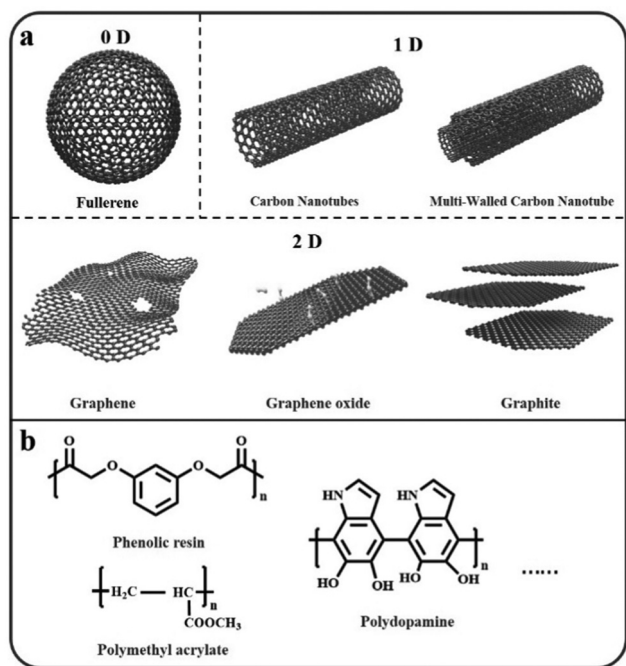 a
0 D
1 D
Fullerene
Carbon Nanotubes
Multi-Walled Carbon Nanotube
2 D
Graphene
Graphene oxide
Graphite
b
O
O
O
O
n
Phenolic resin
H₂C
HC
n
COOCH₃
Polymethyl acrylate
HN
HN
n
HO
OH
HO
OH
Polydopamine
......